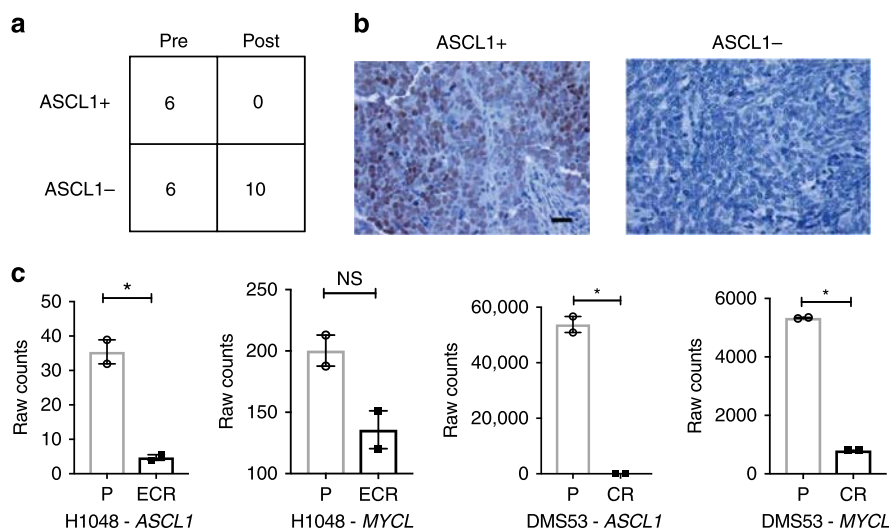 a
Pre Post
ASCL1+ 6 0
ASCL1– 6 10
b
ASCL1+ ASCL1–
c
*
50
40
30
20
10
0
Raw counts
P ECR
H1048 - ASCL1
NS
250
200
150
100
Raw counts
P ECR
H1048 - MYCL
*
60,000
40,000
20,000
0
Raw counts
P CR
DMS53 - ASCL1
*
6000
4000
2000
0
Raw counts
P CR
DMS53 - MYCL